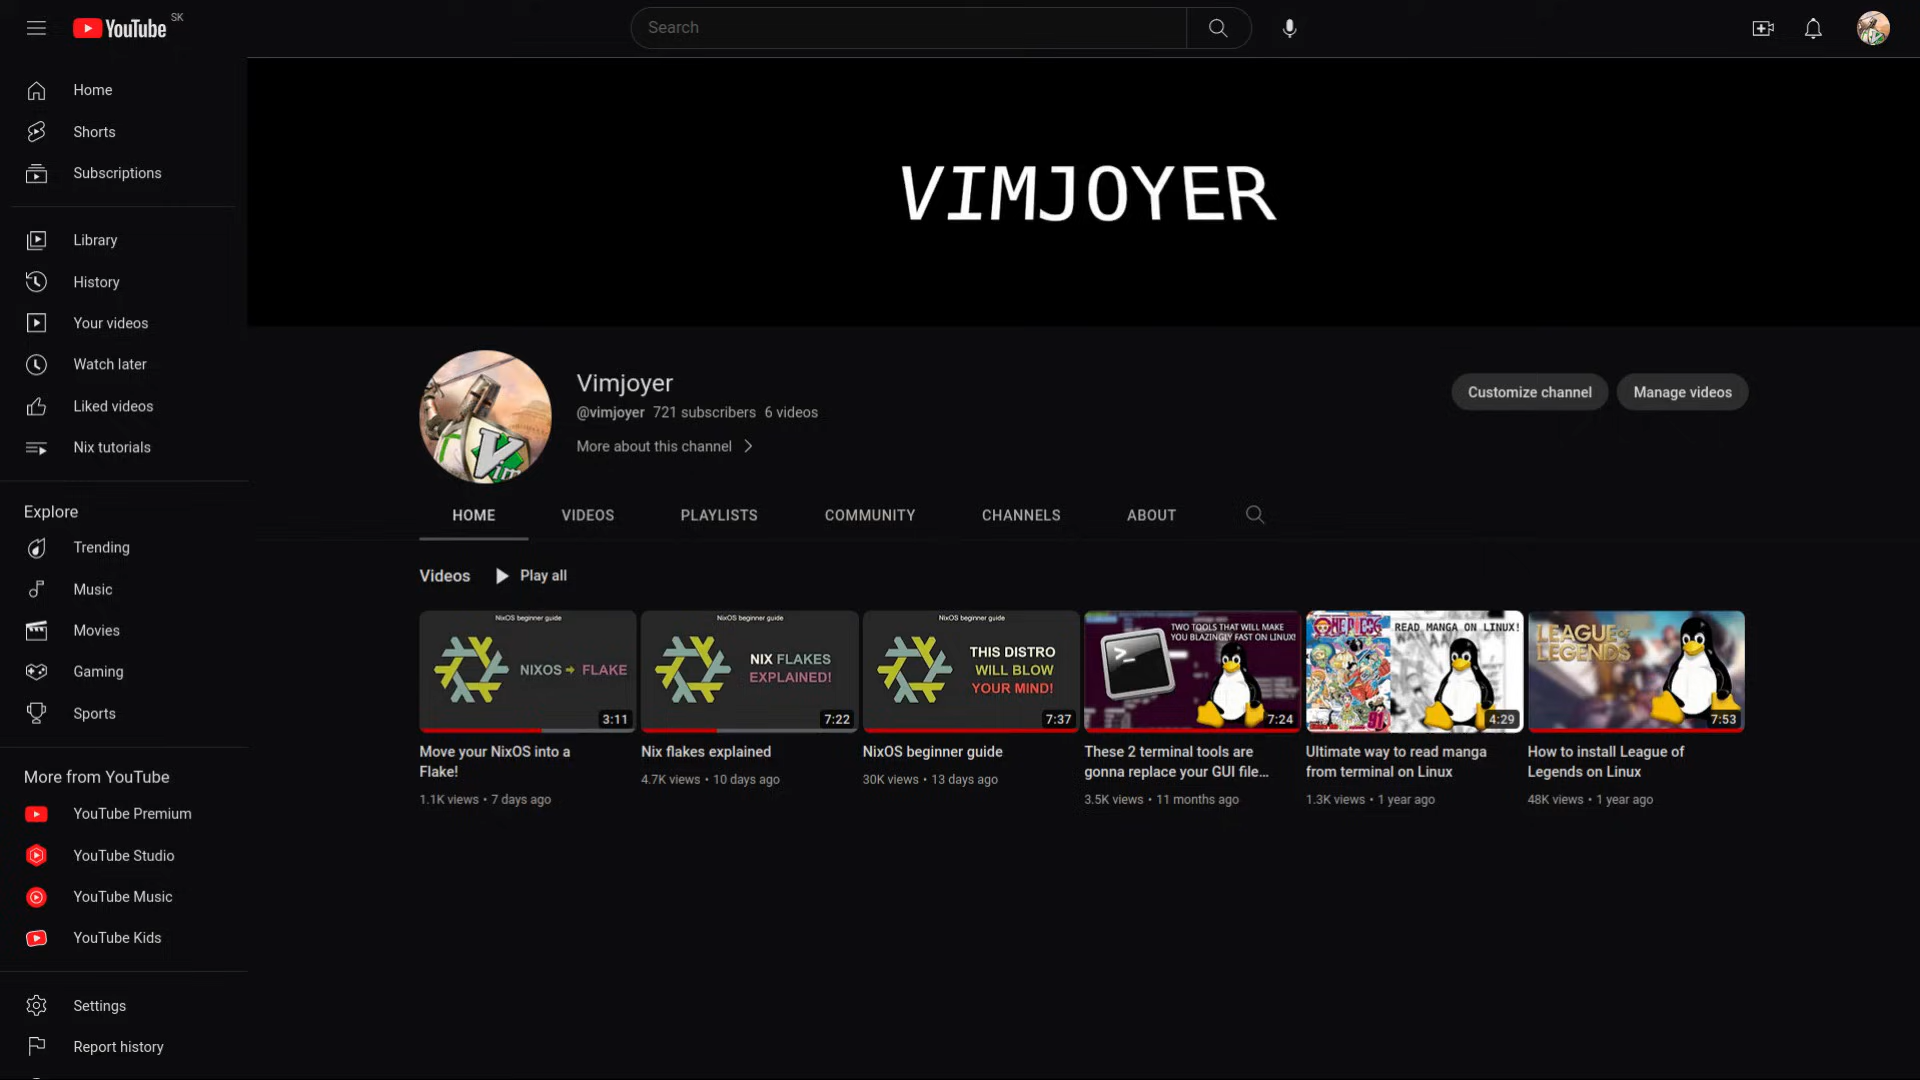 YouTube SK
Search
Home
Shorts
Subscriptions
Library
History
Your videos
Watch later
Liked videos
Nix tutorials
Explore
Trending
Music
Movies
Gaming
Sports
More from YouTube
YouTube Premium
YouTube Studio
YouTube Music
YouTube Kids
Settings
Report history
VIMJOYER
Vim
Vimjoyer
@vimjoyer 721 subscribers 6 videos
More about this channel
Customize channel
Manage videos
HOME VIDEOS PLAYLISTS COMMUNITY CHANNELS ABOUT
Videos Play all
NixOS beginner guide
NIXOS → FLAKE
3:11
Move your NixOS into a
Flake!
1.1K views • 7 days ago
NixOS beginner guide
NIX FLAKES
EXPLAINED!
7:22
Nix flakes explained
4.7K views • 10 days ago
NixOS beginner guide
THIS DISTRO
WILL BLOW
YOUR MIND!
7:37
NixOS beginner guide
30K views • 13 days ago
TWO TOOLS THAT WILL MAKE
YOU BLAZINGLY FAST ON LINUX!
>_
7:24
These 2 terminal tools are
gonna replace your GUI file...
3.5K views • 11 months ago
ONE PIECE
READ MANGA ON LINUX!
91
4:29
Ultimate way to read manga
from terminal on Linux
1.3K views • 1 year ago
LEAGUE OF
LEGENDS
7:53
How to install League of
Legends on Linux
48K views • 1 year ago